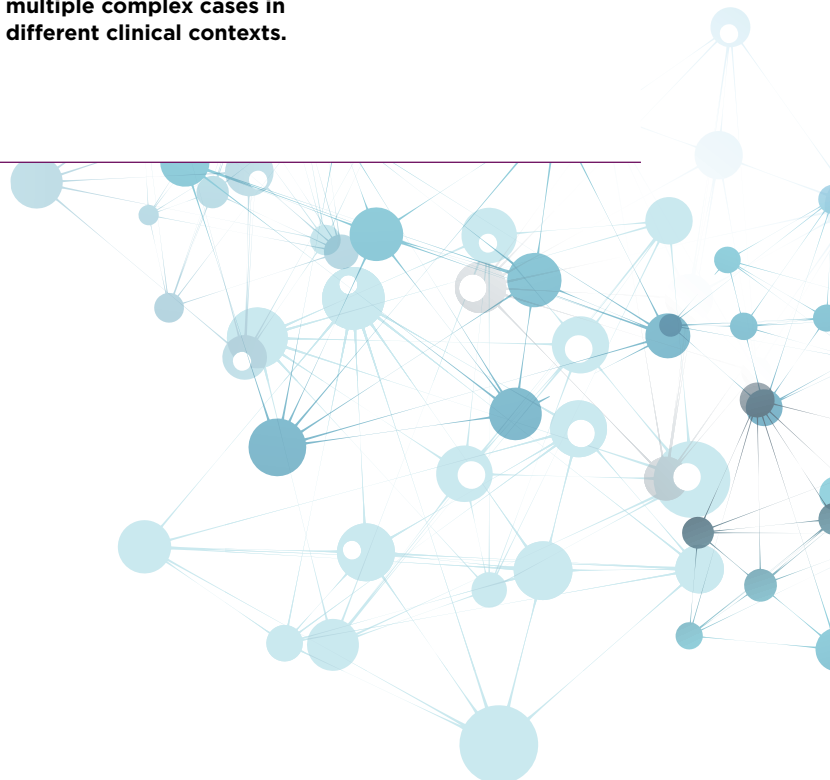 multiple complex cases in
different clinical contexts.